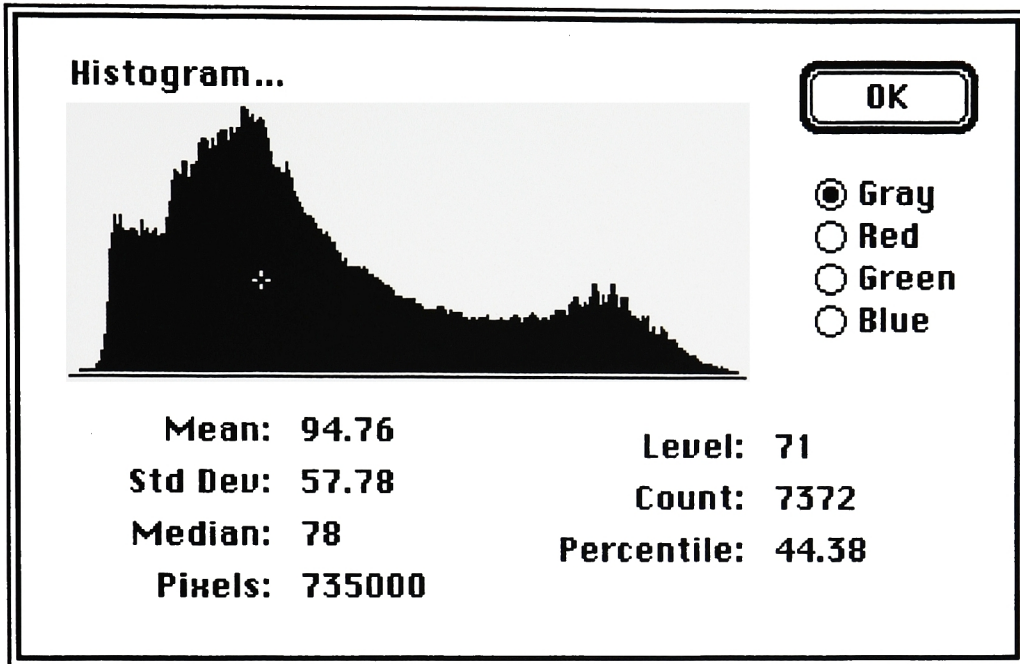 Histogram...
OK
Gray
Red
Green
Blue
Mean: 94.76
Std Dev: 57.78
Median: 78
Pixels: 735000
Level: 71
Count: 7372
Percentile: 44.38